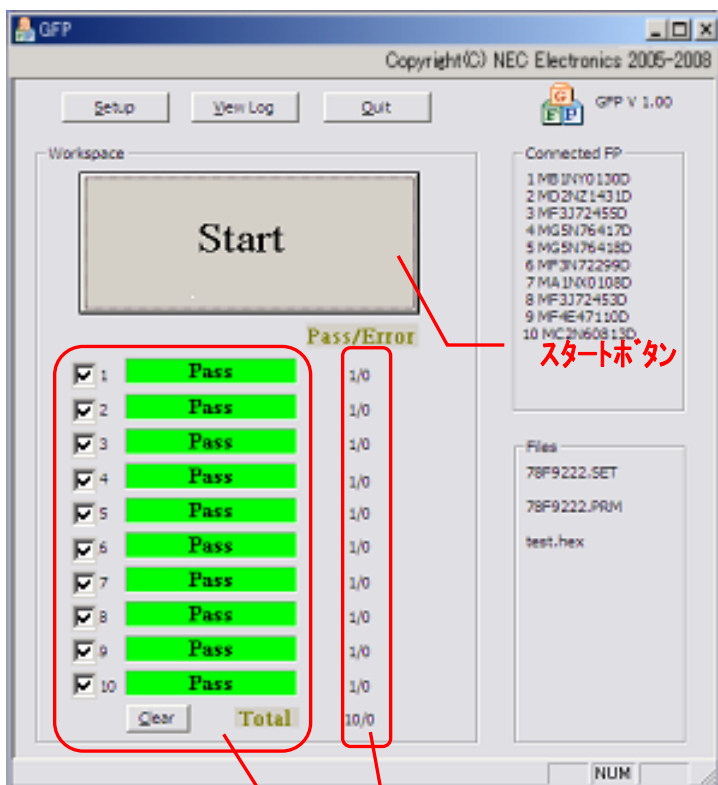 GFP
Copyright(C) NEC Electronics 2005-2008
Setup View Log Quit
GFP
GFP V 1.00
Workspace
Start
Pass/Error
1 Pass 1/0
2 Pass 1/0
3 Pass 1/0
4 Pass 1/0
5 Pass 1/0
6 Pass 1/0
7 Pass 1/0
8 Pass 1/0
9 Pass 1/0
10 Pass 1/0
Clear Total 10/0
Connected FP
1 MB1NY0130D
2 MD2NZ1431D
3 MF3J72455D
4 MG5N76417D
5 MG5N76418D
6 MF3N72299D
7 MA1NX0108D
8 MF3J72453D
9 MF4E47110D
10 MC2N60813D
スタートボタン
Files
78F9222.SET
78F9222.PRM
test.hex
NUM